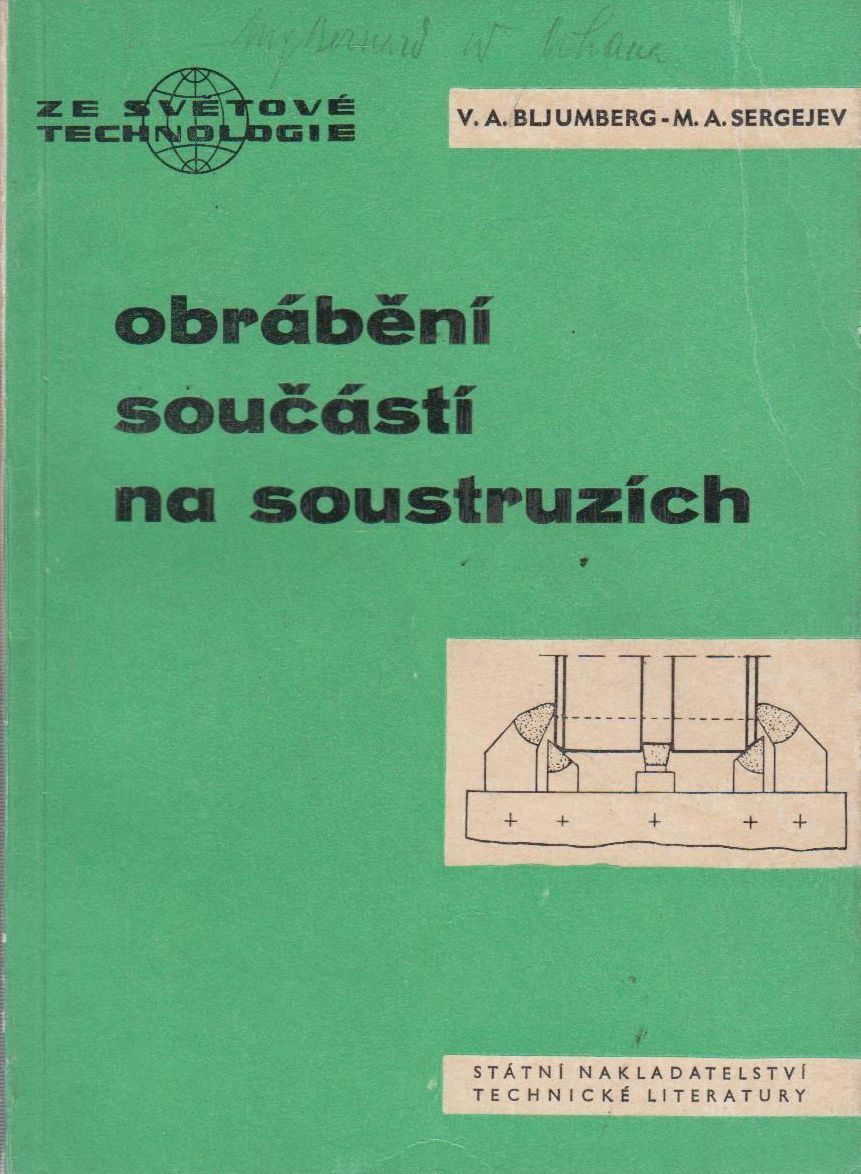 ZE SVĚTOVÉ
TECHNOLOGIE
V. A. BLJUMBERG - M. A. SERGEJEV
obrábění
součástí
na soustruzích
STÁTNÍ NAKLADATELSTVÍ
TECHNICKÉ LITERATURY